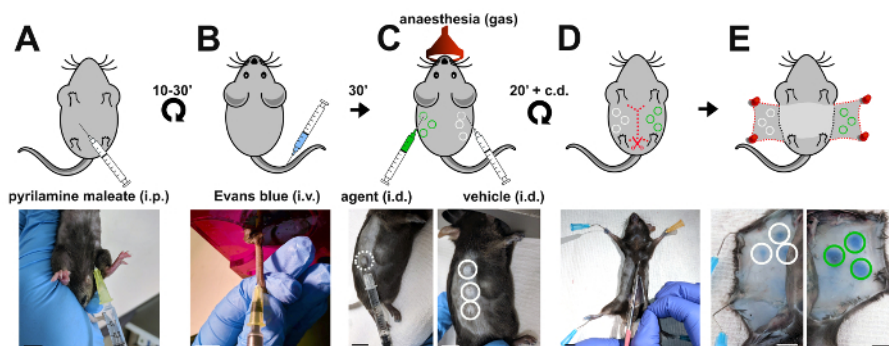 anaesthesia (gas)
A
B
C
D
E
10-30'
30'
20' + c.d.
pyrilamine maleate (i.p.)
Evans blue (i.v.)
agent (i.d.)
vehicle (i.d.)